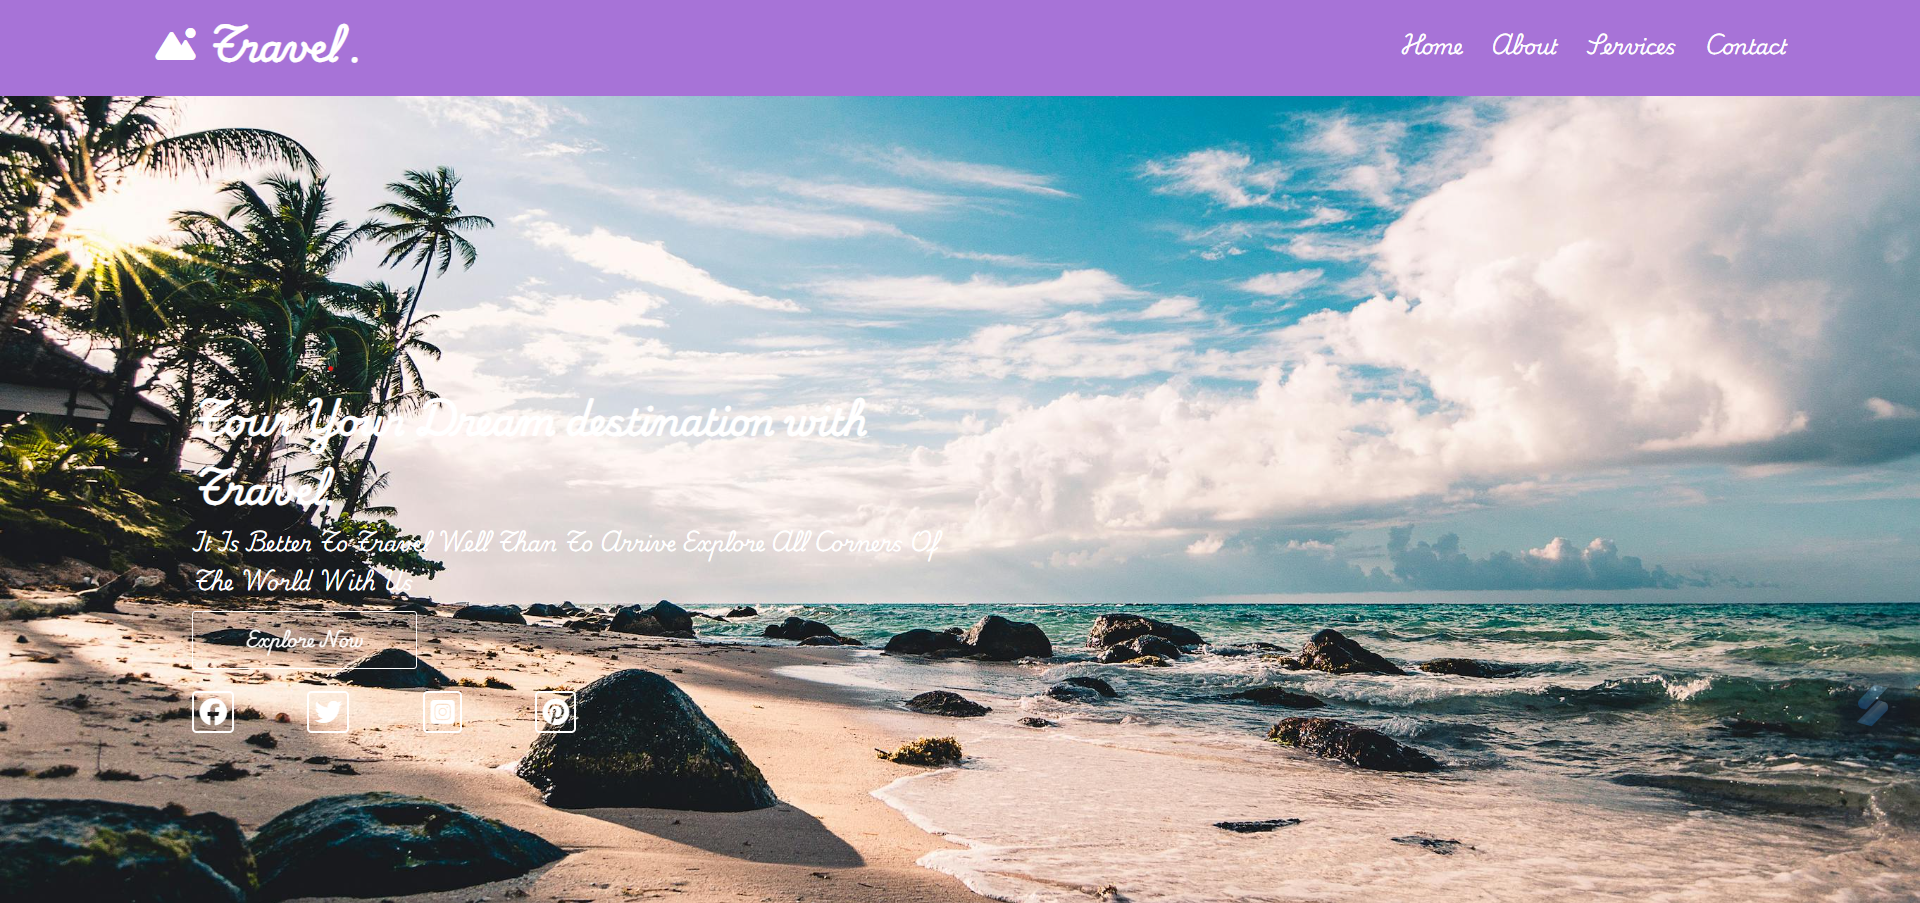 Travel .
Home About Services Contact
Tour Your Dream destination with
Travel.
It Is Better To Travel Well Than To Arrive Explore All Corners Of
The World With Us
Explore Now